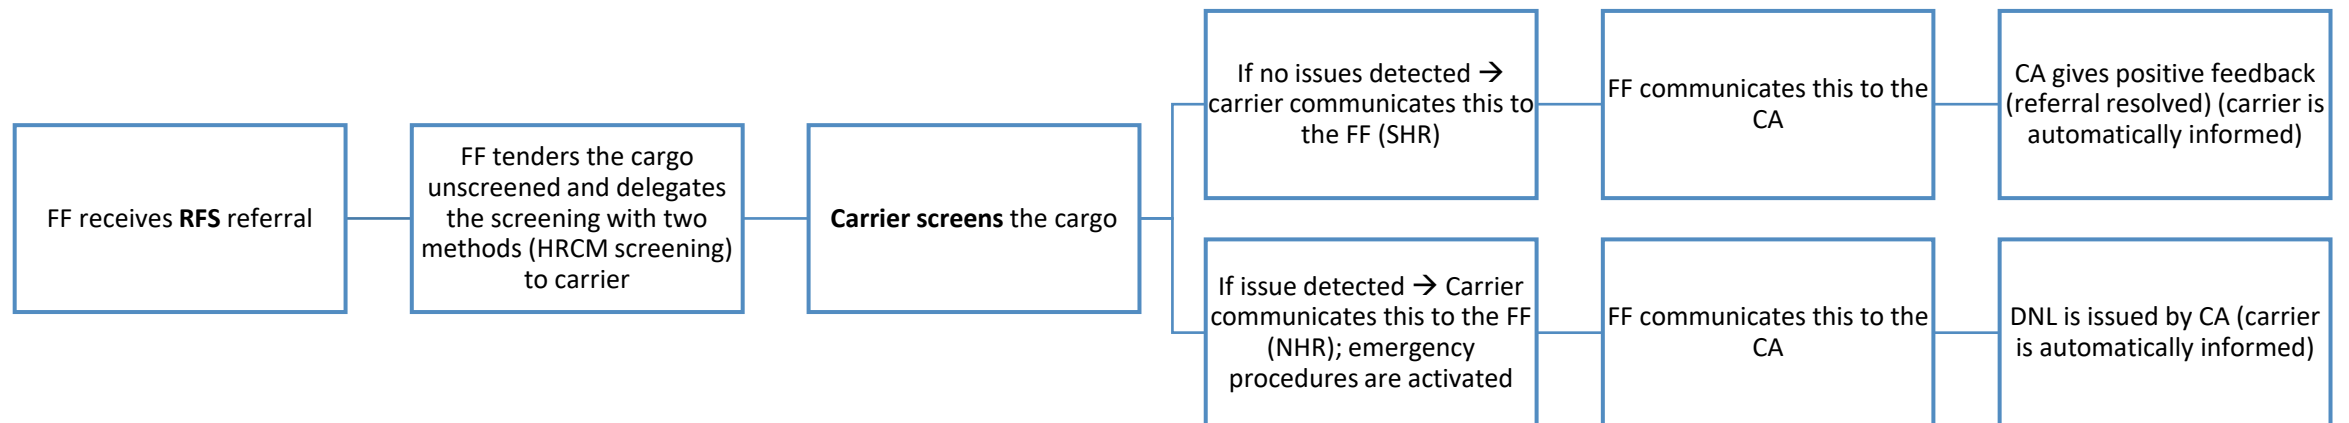 FF receives RFS referral
FF tenders the cargo
unscreened and delegates
the screening with two
methods (HRCM screening)
to carrier
Carrier screens the cargo
If no issues detected →
carrier communicates this to
the FF (SHR)
FF communicates this to the
CA
CA gives positive feedback
(referral resolved) (carrier is
automatically informed)
If issue detected → Carrier
communicates this to the FF
(NHR); emergency
procedures are activated
FF communicates this to the
CA
DNL is issued by CA (carrier
is automatically informed)